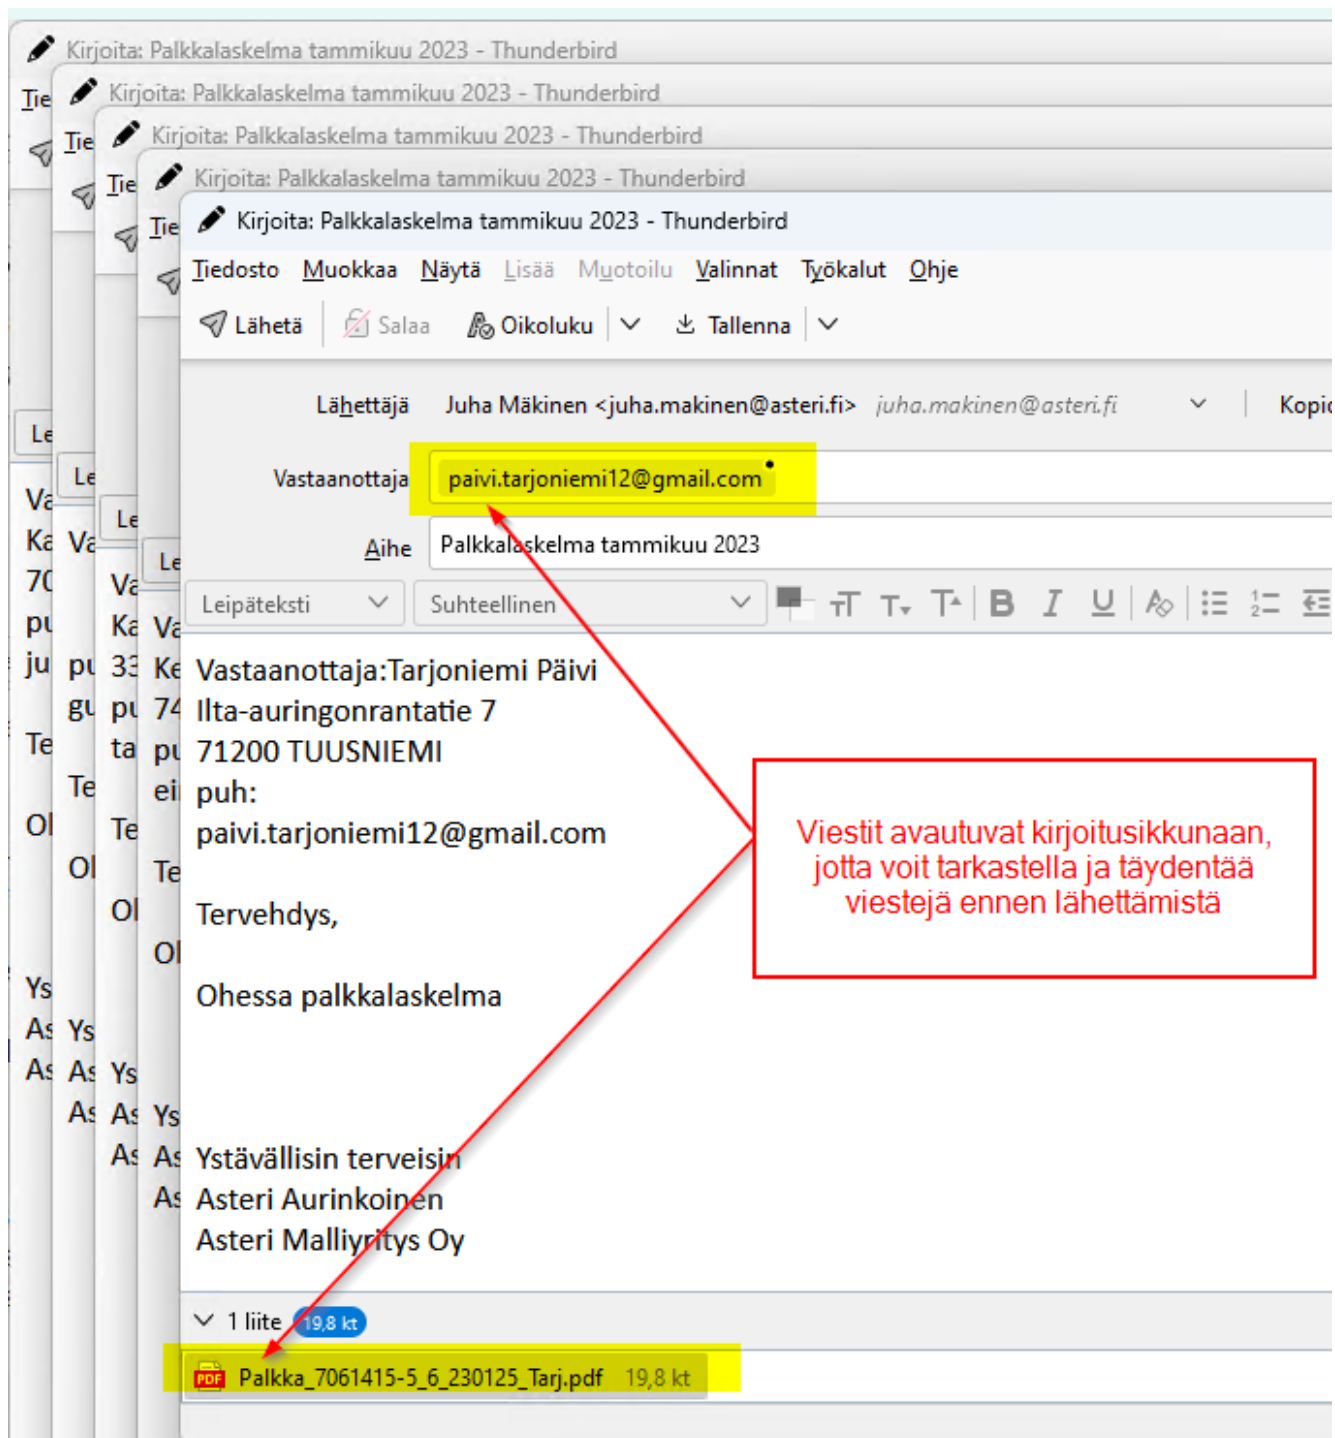 Kirjoita: Palkkalaskelma tammikuu 2023 - Thunderbird
Kirjoita: Palkkalaskelma tammikuu 2023 - Thunderbird
Kirjoita: Palkkalaskelma tammikuu 2023 - Thunderbird
Kirjoita: Palkkalaskelma tammikuu 2023 - Thunderbird
Kirjoita: Palkkalaskelma tammikuu 2023 - Thunderbird
Tiedosto Muokkaa Näytä Lisää Muotoilu Valinnat Työkalut Ohje
Lähetä Salaa Oikoluku Tallenna
Lähettäjä Juha Mäkinen <juha.makinen@asteri.fi> juha.makinen@asteri.fi
Vastaanottaja paivi.tarjoniemi12@gmail.com
Aihe Palkkalaskelma tammikuu 2023
Leipäteksti Suhteellinen
Vastaanottaja:Tarjoniemi Päivi
Ilta-auringonrantatie 7
71200 TUUSNIEMI
puh:
paivi.tarjoniemi12@gmail.com
Tervehdys,
Ohessa palkkalaskelma
Ystävällisin terveisin
Asteri Aurinkoinen
Asteri Malliyritys Oy
Viestit avautuvat kirjoitusikkunaan,
jotta voit tarkastella ja täydentää
viestejä ennen lähettämistä
1 liite 19,8 kt
PDF Palkka_7061415-5_6_230125_Tarj.pdf 19,8 kt